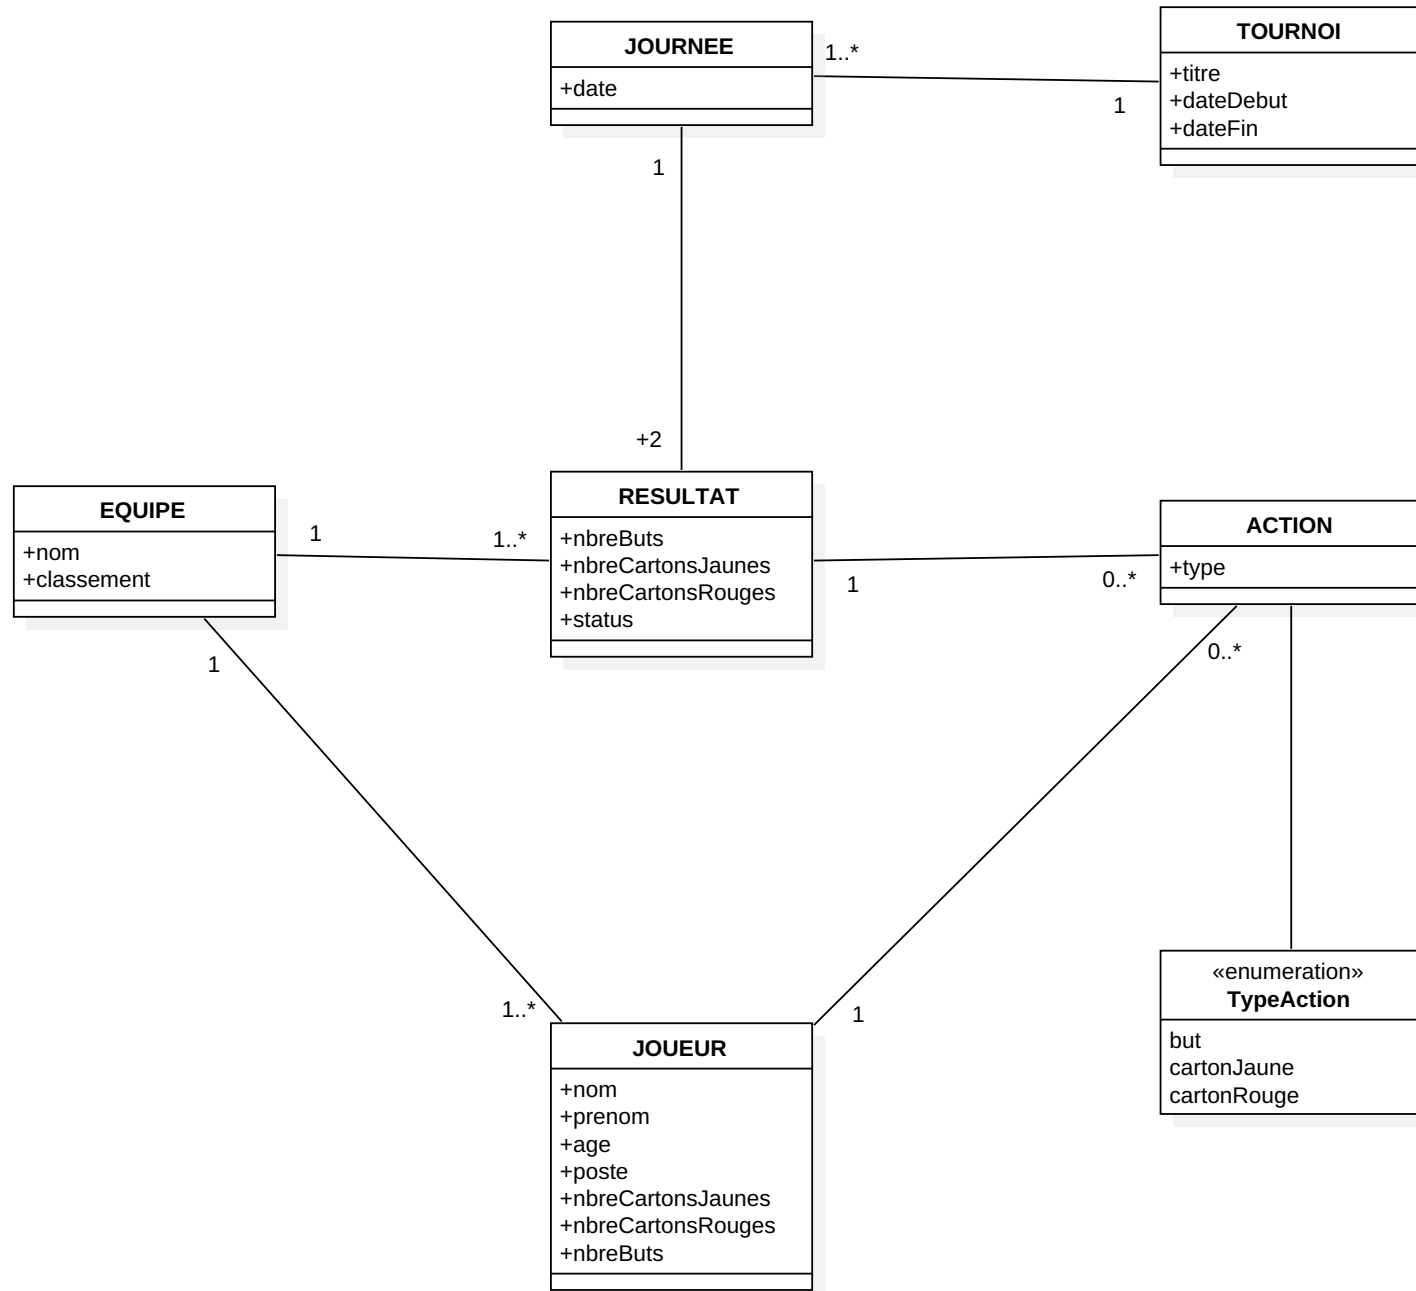 JOURNEE
+date
1..*
TOURNOI
+titre
+dateDebut
+dateFin
1
1
+2
EQUIPE
+nom
+classement
1
1..*
RESULTAT
+nbreButs
+nbreCartonsJaunes
+nbreCartonsRouges
+status
1
0..*
ACTION
+type
1
0..*
1..*
1
JOUEUR
+nom
+prenom
+age
+poste
+nbreCartonsJaunes
+nbreCartonsRouges
+nbreButs
«enumeration»
TypeAction
but
cartonJaune
cartonRouge